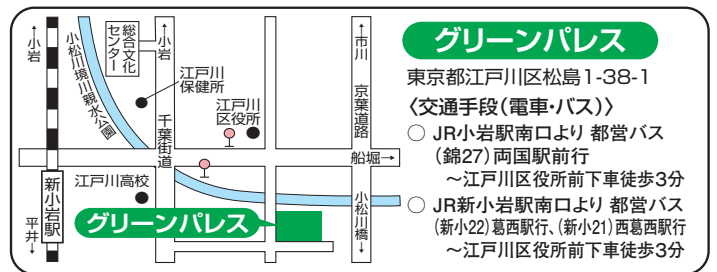 ↑小岩
小松川境川親水公園
総合文化
センター
↑小岩
江戸川
保健所
江戸川
区役所
千葉街道
↑市川
京葉道路
船堀→
新小岩駅
平井↓
江戸川高校
グリーンパレス
小松川橋↓
グリーンパレス
東京都江戸川区松島1-38-1
〈交通手段(電車・バス)〉
○ JR小岩駅南口より 都営バス
(錦27)両国駅前行
~江戸川区役所前下車徒歩3分
○ JR新小岩駅南口より 都営バス
(新小22)葛西駅行、(新小21)西葛西駅行
~江戸川区役所前下車徒歩3分